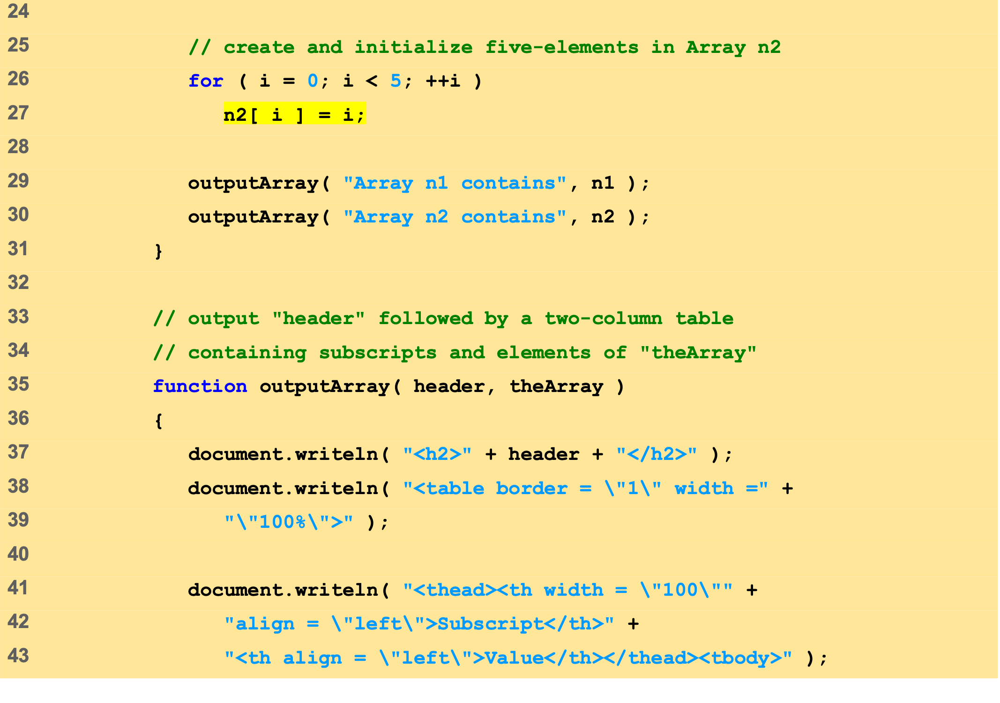 24
25 // create and initialize five-elements in Array n2
26 for ( i = 0; i < 5; ++i )
27 n2[ i ] = i;
28
29 outputArray( "Array n1 contains", n1 );
30 outputArray( "Array n2 contains", n2 );
31 }
32
33 // output "header" followed by a two-column table
34 // containing subscripts and elements of "theArray"
35 function outputArray( header, theArray )
36 {
37 document.writeln( "<h2>" + header + "</h2>" );
38 document.writeln( "<table border = \"1\" width =" +
39 "\"100%\">" );
40
41 document.writeln( "<thead><th width = \"100\"" +
42 "align = \"left\">Subscript</th>" +
43 "<th align = \"left\">Value</th></thead><tbody>" );